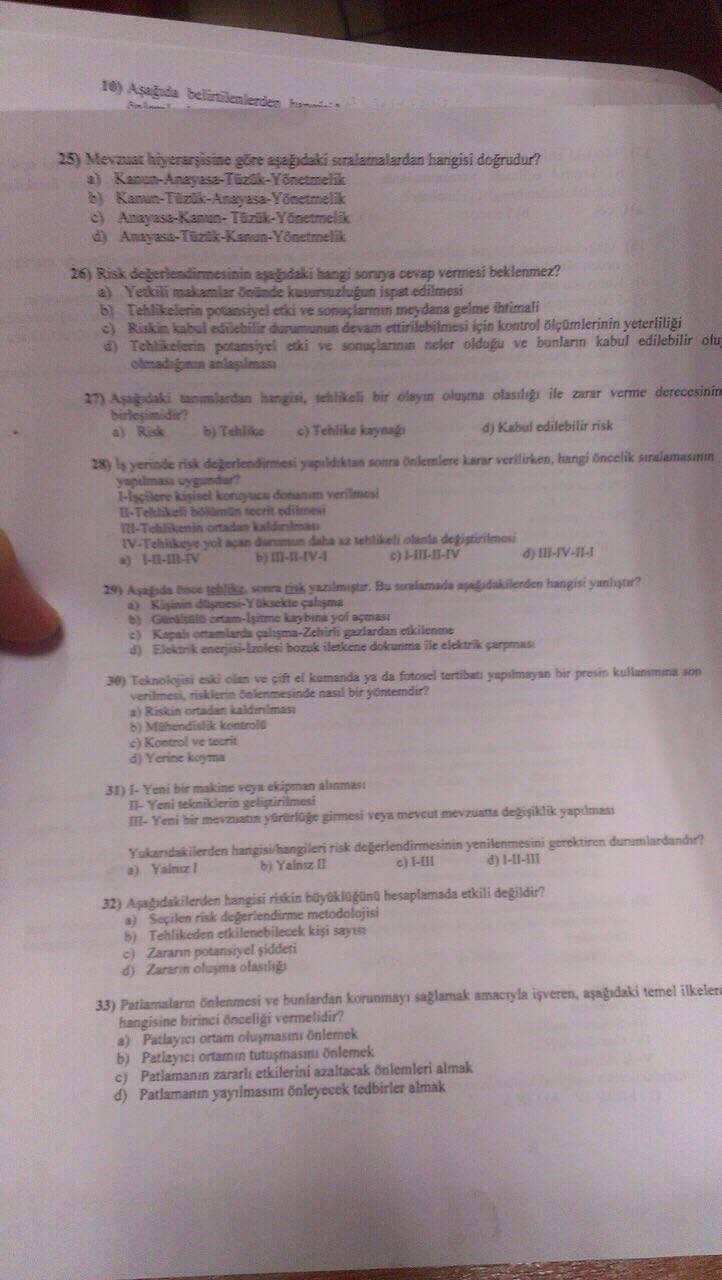 10) Aşağıda belirtilenlerden hangisi
25) Mevzuat hiyerarşisine göre aşağıdaki sıralamalardan hangisi doğrudur?
a) Kanun-Anayasa-Tüzük-Yönetmelik
b) Kanun-Tüzük-Anayasa-Yönetmelik
c) Anayasa-Kanun- Tüzük-Yönetmelik
d) Anayasa-Tüzük-Kanun-Yönetmelik
26) Risk değerlendirmesinin aşağıdaki hangi soruya cevap vermesi beklenmez?
a) Yetkili makamlar önünde kusursuzluğun ispat edilmesi
b) Tehlikelerin potansiyel etki ve sonuçlarının meydana gelme ihtimali
c) Riskin kabul edilebilir durumunun devam ettirilebilmesi için kontrol ölçümlerinin yeterliliği
d) Tehlikelerin potansiyel etki ve sonuçlarının neler olduğu ve bunların kabul edilebilir olup
olmadığının anlaşılması
27) Aşağıdaki tanımlardan hangisi, tehlikeli bir olayın oluşma olasılığı ile zarar verme derecesinin
birleşimidir?
a) Risk b) Tehlike c) Tehlike kaynağı d) Kabul edilebilir risk
28) İş yerinde risk değerlendirmesi yapıldıktan sonra önlemlere karar verilirken, hangi öncelik sıralamasının
yapılması uygundur?
I-İşçilere kişisel koruyucu donanım verilmesi
II-Tehlikeli bölümün tecrit edilmesi
III-Tehlikenin ortadan kaldırılması
IV-Tehlikeye yol açan durumun daha az tehlikeli olanla değiştirilmesi
a) I-II-III-IV b) III-II-IV-I c) I-III-II-IV d) III-IV-II-I
29) Aşağıda önce tehlike, sonra risk yazılmıştır. Bu sıralamada aşağıdakilerden hangisi yanlıştır?
a) Kişinin düşmesi-Yüksekte çalışma
b) Gürültülü ortam-İşitme kaybına yol açması
c) Kapalı ortamlarda çalışma-Zehirli gazlardan etkilenme
d) Elektrik enerjisi-İzolesi bozuk iletkene dokunma ile elektrik çarpması
30) Teknolojisi eski olan ve çift el kumanda ya da fotosel tertibatı yapılmayan bir presin kullanımına son
verilmesi, risklerin önlenmesinde nasıl bir yöntemdir?
a) Riskin ortadan kaldırılması
b) Mühendislik kontrolü
c) Kontrol ve tecrit
d) Yerine koyma
31) I- Yeni bir makine veya ekipman alınması
II- Yeni tekniklerin geliştirilmesi
III- Yeni bir mevzuatın yürürlüğe girmesi veya mevcut mevzuatta değişiklik yapılması
Yukarıdakilerden hangisi/hangileri risk değerlendirmesinin yenilenmesini gerektiren durumlardandır?
a) Yalnız I b) Yalnız II c) I-III d) I-II-III
32) Aşağıdakilerden hangisi riskin büyüklüğünü hesaplamada etkili değildir?
a) Seçilen risk değerlendirme metodolojisi
b) Tehlikeden etkilenebilecek kişi sayısı
c) Zararın potansiyel şiddeti
d) Zararın oluşma olasılığı
33) Patlamaların önlenmesi ve bunlardan korunmayı sağlamak amacıyla işveren, aşağıdaki temel ilkelerden
hangisine birinci önceliği vermelidir?
a) Patlayıcı ortam oluşmasını önlemek
b) Patlayıcı ortamın tutuşmasını önlemek
c) Patlamanın zararlı etkilerini azaltacak önlemleri almak
d) Patlamanın yayılmasını önleyecek tedbirler almak